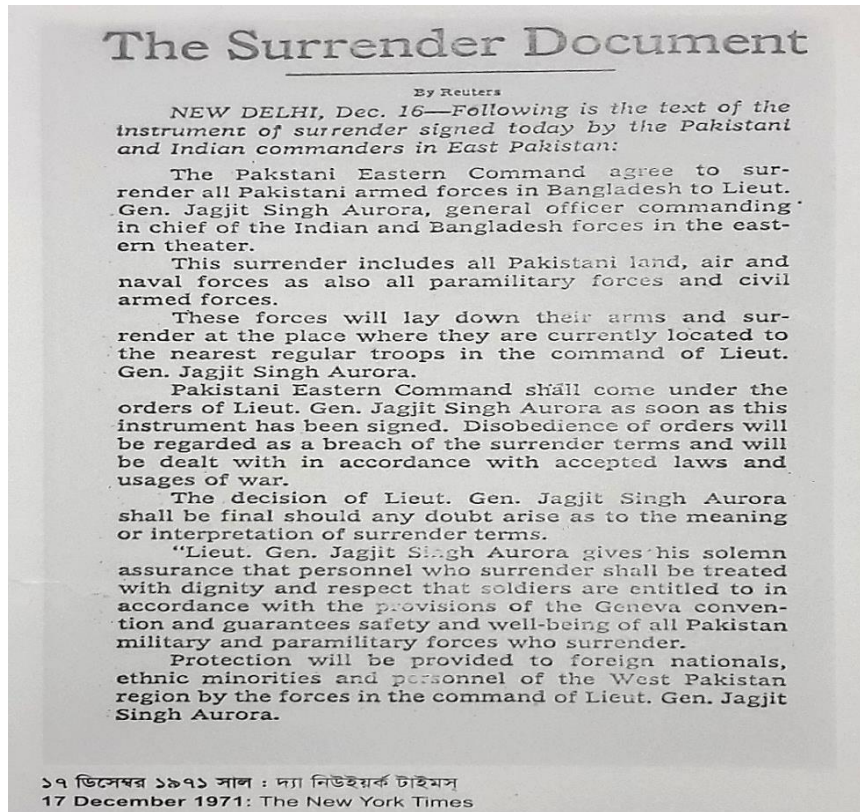 The Surrender Document
By Reuters
NEW DELHI, Dec. 16—Following is the text of the
instrument of surrender signed today by the Pakistani
and Indian commanders in East Pakistan:
The Pakstani Eastern Command agree to sur-
render all Pakistani armed forces in Bangladesh to Lieut.
Gen. Jagjit Singh Aurora, general officer commanding
in chief of the Indian and Bangladesh forces in the east-
ern theater.
This surrender includes all Pakistani land, air and
naval forces as also all paramilitary forces and civil
armed forces.
These forces will lay down their arms and sur-
render at the place where they are currently located to
the nearest regular troops in the command of Lieut.
Gen. Jagjit Singh Aurora.
Pakistani Eastern Command shall come under the
orders of Lieut. Gen. Jagjit Singh Aurora as soon as this
instrument has been signed. Disobedience of orders will
be regarded as a breach of the surrender terms and will
be dealt with in accordance with accepted laws and
usages of war.
The decision of Lieut. Gen. Jagjit Singh Aurora
shall be final should any doubt arise as to the meaning
or interpretation of surrender terms.
"Lieut. Gen. Jagjit Singh Aurora gives his solemn
assurance that personnel who surrender shall be treated
with dignity and respect that soldiers are entitled to in
accordance with the provisions of the Geneva conven-
tion and guarantees safety and well-being of all Pakistan
military and paramilitary forces who surrender.
Protection will be provided to foreign nationals,
ethnic minorities and personnel of the West Pakistan
region by the forces in the command of Lieut. Gen. Jagjit
Singh Aurora.
১৭ ডিসেম্বর ১৯৭১ সাল : দ্যা নিউইয়র্ক টাইমস্
17 December 1971: The New York Times